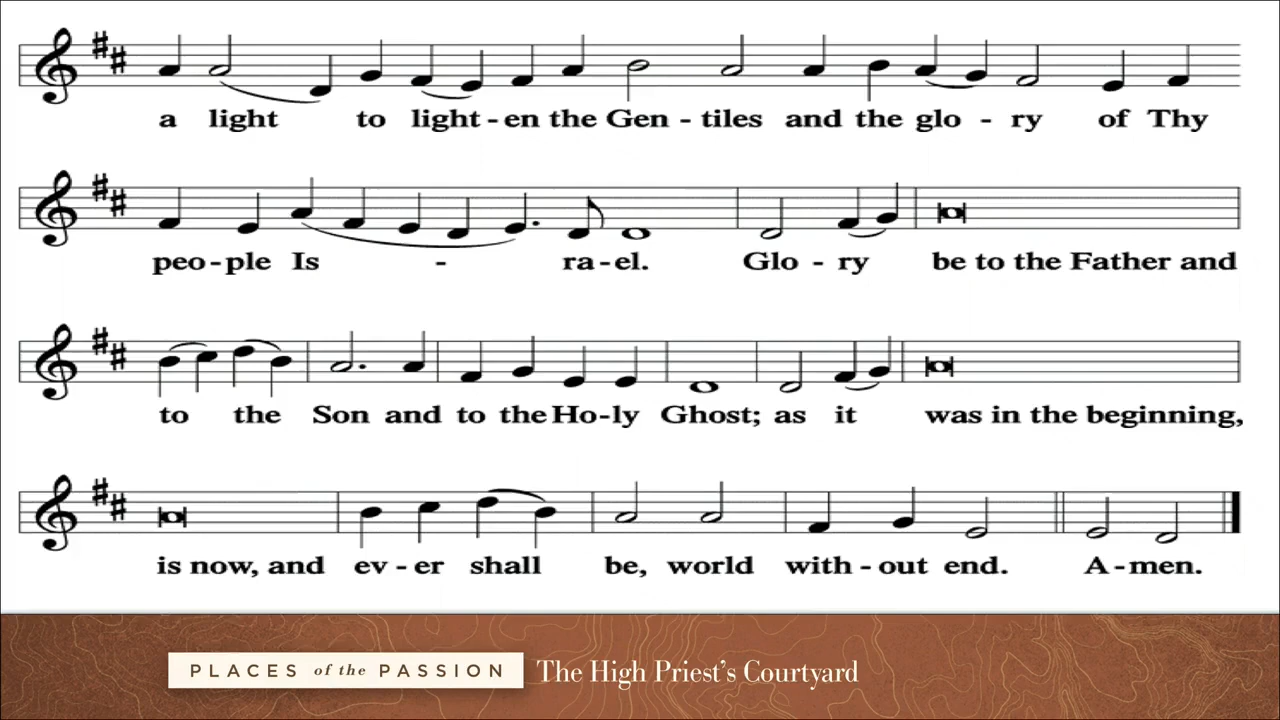 a light to light - en the Gen - tiles and the glo - ry of Thy
peo - ple Is - ra - el. Glo - ry be to the Father and
to the Son and to the Ho - ly Ghost; as it was in the beginning,
is now, and ev - er shall be, world with - out end. A - men.
PLACES of the PASSION The High Priest's Courtyard